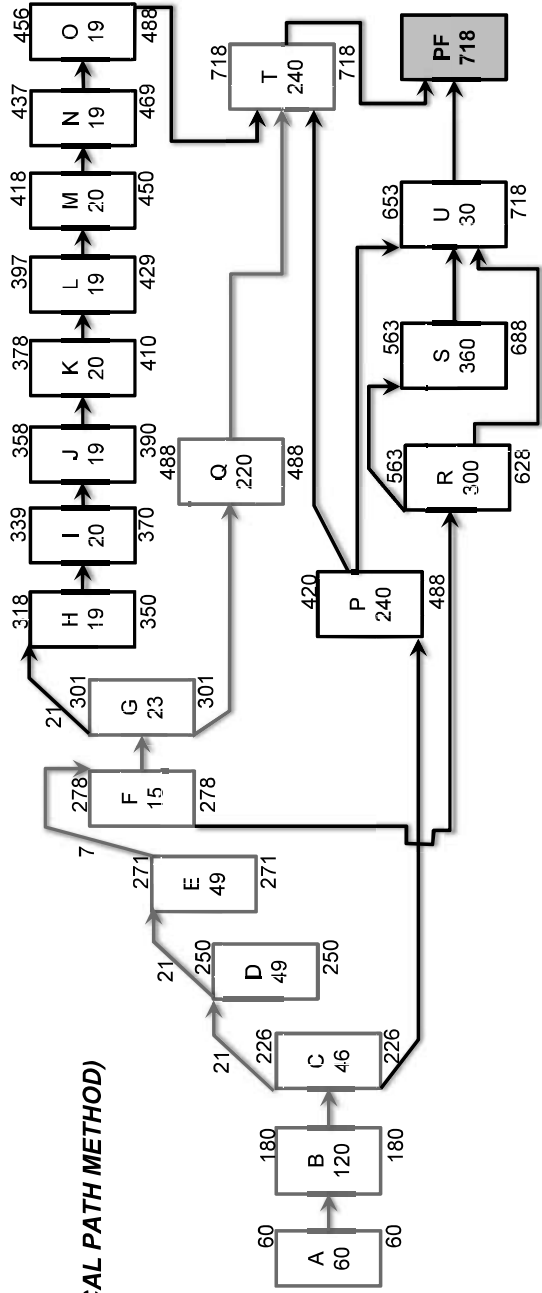 CAL PATH METHOD)
60
A
60
60
180
B
120
180
226
C
46
226
21
250
D
49
250
21
271
E
49
271
7
278
F
15
278
301
G
23
301
21
318
H
19
350
339
I
20
370
358
J
19
390
378
K
20
410
397
L
19
429
418
M
20
450
437
N
19
469
456
O
19
488
488
Q
220
488
420
P
240
488
563
R
300
628
563
S
360
688
653
U
30
718
718
T
240
718
PF
718